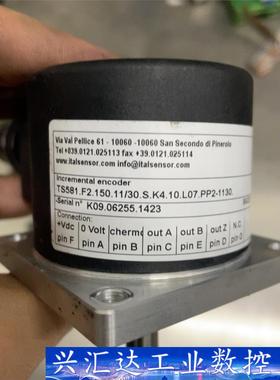 Via Val Pellice 61 - 10060 -10060 San Secondo di Pinerolo
Tel +039.0121.025113 fax +39.0121.025114
www.italsensor.com info@italsensor.com
Incremental encoder
TS581.F2.150.11/30.S.K4.10.L07.PP2-1130.
Serial n° K09.06255.1423
Connection:
+Vdc 0 Volt chermo out A out B out Z N.C.
pin F pin A pin B pin C pin E pin D
兴汇达工业数控